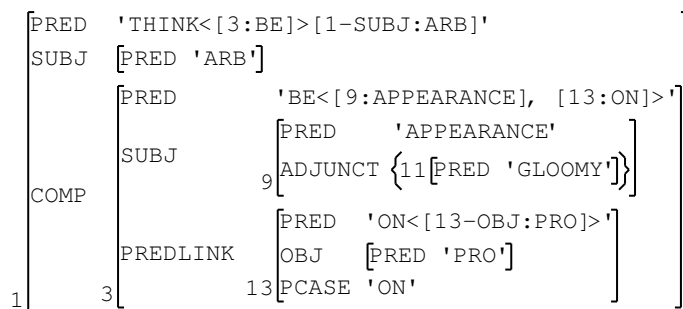 PRED 'THINK<[3:BE]>[1-SUBJ:ARB]'
SUBJ [PRED 'ARB']
PRED 'BE<[9:APPEARANCE], [13:ON]>'
PRED 'APPEARANCE'
SUBJ
9 ADJUNCT {11[PRED 'GLOOMY']}
COMP
PRED 'ON<[13-OBJ:PRO]>'
PREDLINK OBJ [PRED 'PRO']
1 3 13 PCASE 'ON'